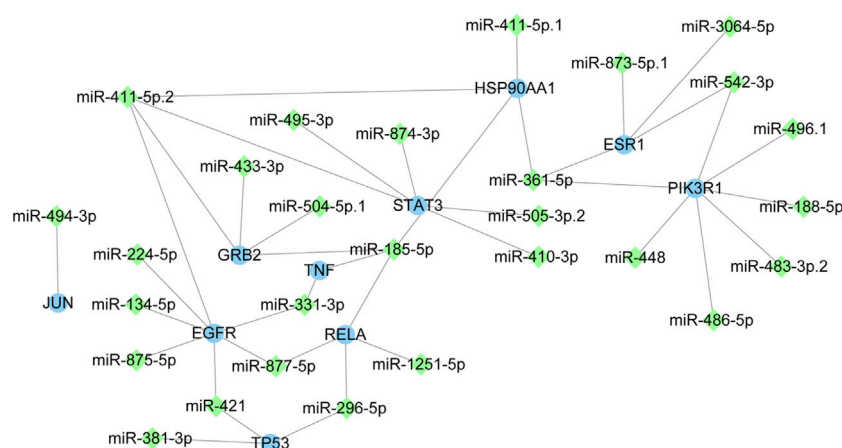 miR-411-5p.1
miR-3064-5p
miR-873-5p.1
miR-542-3p
HSP90AA1
miR-411-5p.2
miR-495-3p
miR-874-3p
miR-496.1
ESR1
miR-433-3p
miR-361-5p
PIK3R1
miR-494-3p
miR-504-5p.1
STAT3
miR-505-3p.2
miR-188-5p
miR-224-5p
GRB2
miR-185-5p
miR-410-3p
miR-448
miR-483-3p.2
TNF
JUN
miR-134-5p
miR-331-3p
miR-486-5p
EGFR
RELA
miR-875-5p
miR-877-5p
miR-1251-5p
miR-421
miR-296-5p
miR-381-3p
TP53